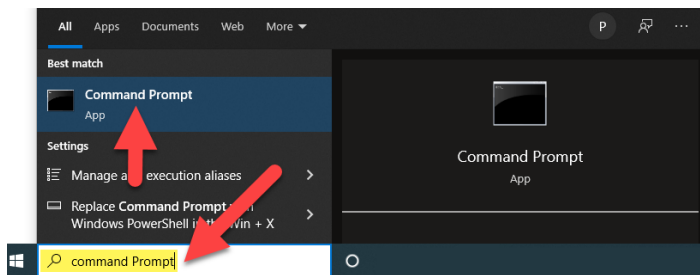 All Apps Documents Web More P ...
Best match
Command Prompt
App
Settings
Manage execution aliases
Replace Command Prompt
Windows PowerShell in Win + X
command Prompt
Command Prompt
App